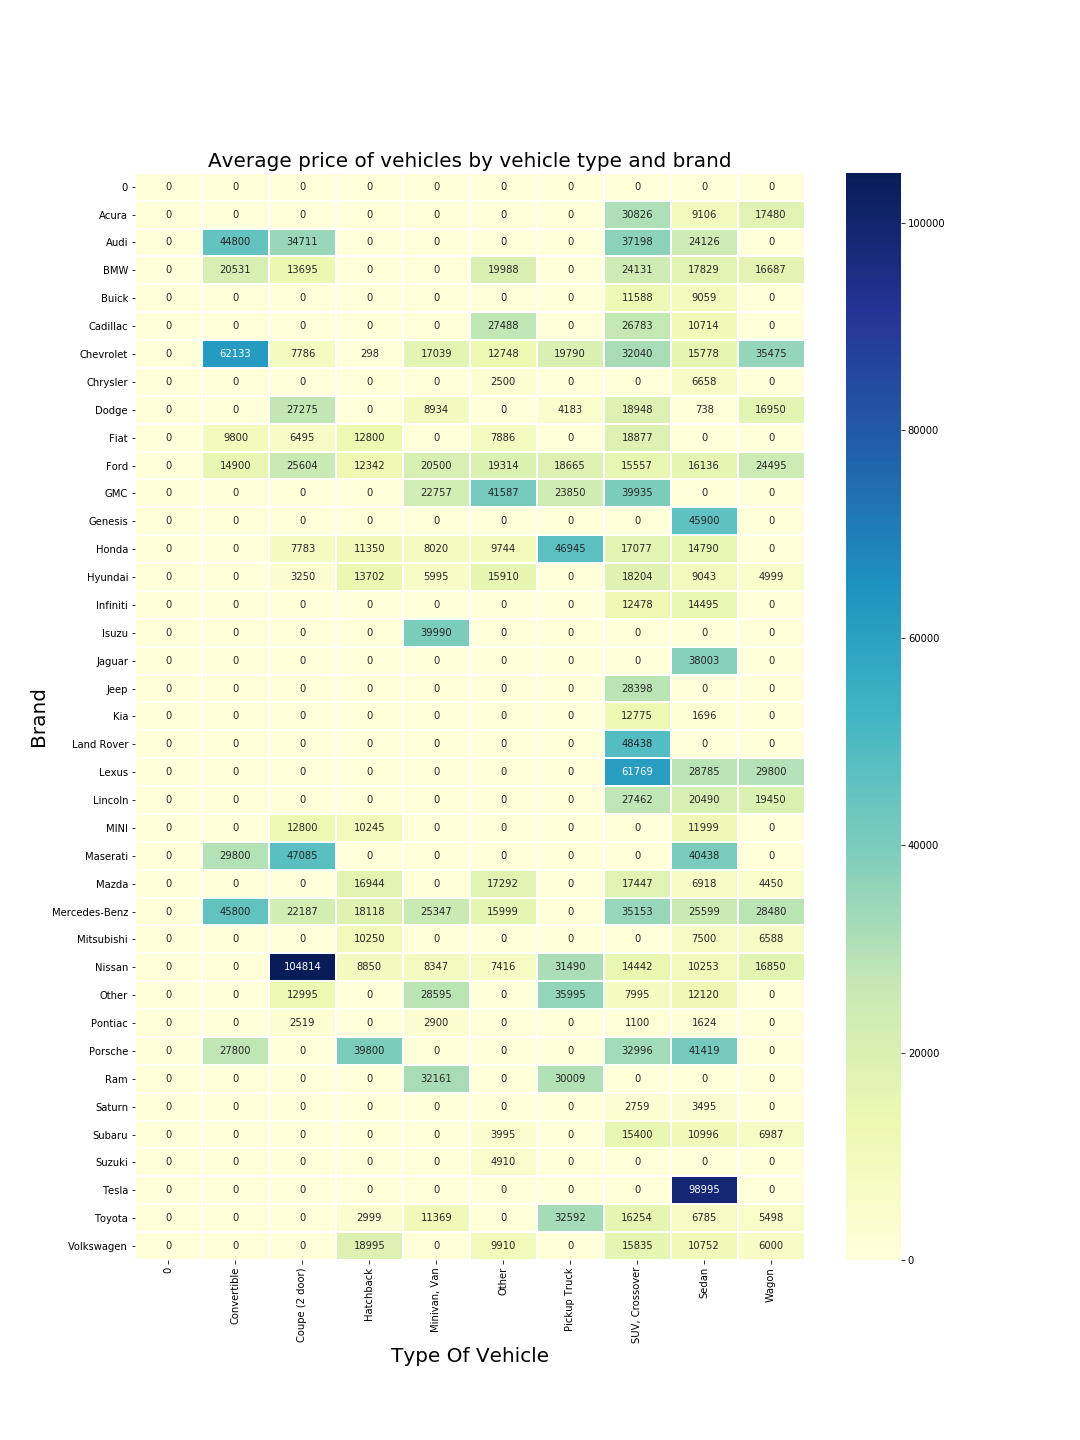 Average price of vehicles by vehicle type and brand
0 0 0 0 0 0 0 0 0 0 0
Acura 0 0 0 0 0 0 0 30826 9106 17480
Audi 0 44800 34711 0 0 0 0 37198 24126 0
BMW 0 20531 13695 0 0 19988 0 24131 17829 16687
Buick 0 0 0 0 0 0 0 11588 9059 0
Cadillac 0 0 0 0 0 27488 0 26783 10714 0
Chevrolet 0 62133 7786 298 17039 12748 19790 32040 15778 35475
Chrysler 0 0 0 0 0 2500 0 0 6658 0
Dodge 0 0 27275 0 8934 0 4183 18948 738 16950
Fiat 0 9800 6495 12800 0 7886 0 18877 0 0
Ford 0 14900 25604 12342 20500 19314 18665 15557 16136 24495
GMC 0 0 0 0 22757 41587 23850 39935 0 0
Genesis 0 0 0 0 0 0 0 0 45900 0
Honda 0 0 7783 11350 8020 9744 46945 17077 14790 0
Hyundai 0 0 3250 13702 5995 15910 0 18204 9043 4999
Infiniti 0 0 0 0 0 0 0 12478 14495 0
Isuzu 0 0 0 0 39990 0 0 0 0 0
Jaguar 0 0 0 0 0 0 0 0 38003 0
Jeep 0 0 0 0 0 0 0 28398 0 0
Kia 0 0 0 0 0 0 0 12775 1696 0
Land Rover 0 0 0 0 0 0 0 48438 0 0
Lexus 0 0 0 0 0 0 0 61769 28785 29800
Lincoln 0 0 0 0 0 0 0 27462 20490 19450
MINI 0 0 12800 10245 0 0 0 0 11999 0
Maserati 0 29800 47085 0 0 0 0 0 40438 0
Mazda 0 0 0 16944 0 17292 0 17447 6918 4450
Mercedes-Benz 0 45800 22187 18118 25347 15999 0 35153 25599 28480
Mitsubishi 0 0 0 10250 0 0 0 0 7500 6588
Nissan 0 0 104814 8850 8347 7416 31490 14442 10253 16850
Other 0 0 12995 0 28595 0 35995 7995 12120 0
Pontiac 0 0 2519 0 2900 0 0 1100 1624 0
Porsche 0 27800 0 39800 0 0 0 32996 41419 0
Ram 0 0 0 0 32161 0 30009 0 0 0
Saturn 0 0 0 0 0 0 0 2759 3495 0
Subaru 0 0 0 0 0 3995 0 15400 10996 6987
Suzuki 0 0 0 0 0 4910 0 0 0 0
Tesla 0 0 0 0 0 0 0 0 98995 0
Toyota 0 0 0 2999 11369 0 32592 16254 6785 5498
Volkswagen 0 0 0 18995 0 9910 0 15835 10752 6000
0 Convertible Coupe (2 door) Hatchback Minivan, Van Other Pickup Truck SUV, Crossover Sedan Wagon
Type Of Vehicle
Brand
100000
80000
60000
40000
20000
0